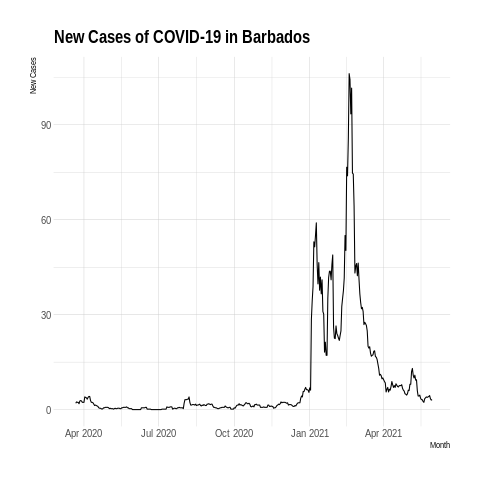 New Cases of COVID-19 in Barbados
New Cases
90
60
30
0
Apr 2020
Jul 2020
Oct 2020
Jan 2021
Apr 2021
Month